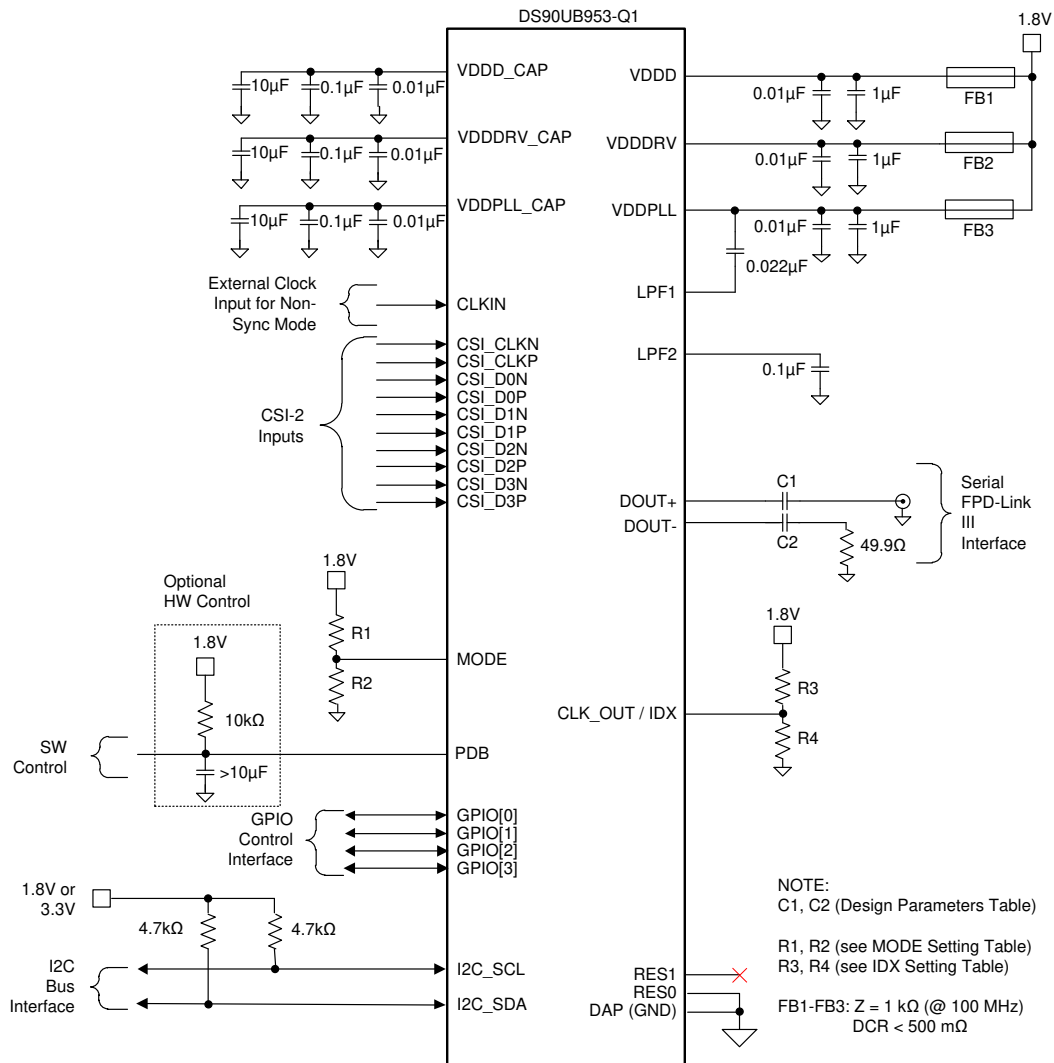 DS90UB953-Q1
1.8V
VDDD_CAP
10µF
0.1µF
0.01µF
VDDDRV_CAP
10µF
0.1µF
0.01µF
VDDPLL_CAP
10µF
0.1µF
0.01µF
VDDD
0.01µF
1µF
FB1
VDDDRV
0.01µF
1µF
FB2
VDDPLL
0.01µF
1µF
FB3
0.022µF
LPF1
LPF2
0.1µF
External Clock
Input for Non-
Sync Mode
CLKIN
CSI-2
Inputs
CSI_CLKN
CSI_CLKP
CSI_D0N
CSI_D0P
CSI_D1N
CSI_D1P
CSI_D2N
CSI_D2P
CSI_D3N
CSI_D3P
DOUT+
DOUT-
C1
C2
49.9Ω
Serial
FPD-Link
III
Interface
1.8V
R1
R2
MODE
Optional
HW Control
1.8V
10kΩ
>10µF
SW
Control
PDB
1.8V
R3
R4
CLK_OUT / IDX
GPIO
Control
Interface
GPIO[0]
GPIO[1]
GPIO[2]
GPIO[3]
1.8V or
3.3V
4.7kΩ
4.7kΩ
I2C
Bus
Interface
I2C_SCL
I2C_SDA
RES1
RES0
DAP (GND)
NOTE:
C1, C2 (Design Parameters Table)
R1, R2 (see MODE Setting Table)
R3, R4 (see IDX Setting Table)
FB1-FB3: Z = 1 kΩ (@ 100 MHz)
DCR < 500 mΩ